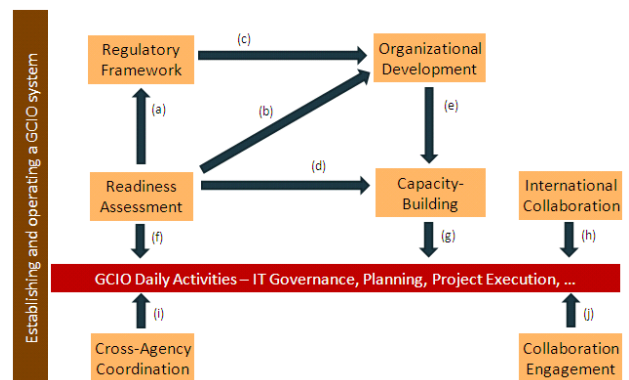 Establishing and operating a GCIO system
Regulatory
Framework
(c)
Organizational
Development
(a)
(b)
(e)
Readiness
Assessment
(d)
Capacity-
Building
International
Collaboration
(f)
(g)
(h)
GCIO Daily Activities – IT Governance, Planning, Project Execution, ...
(i)
(j)
Cross-Agency
Coordination
Collaboration
Engagement